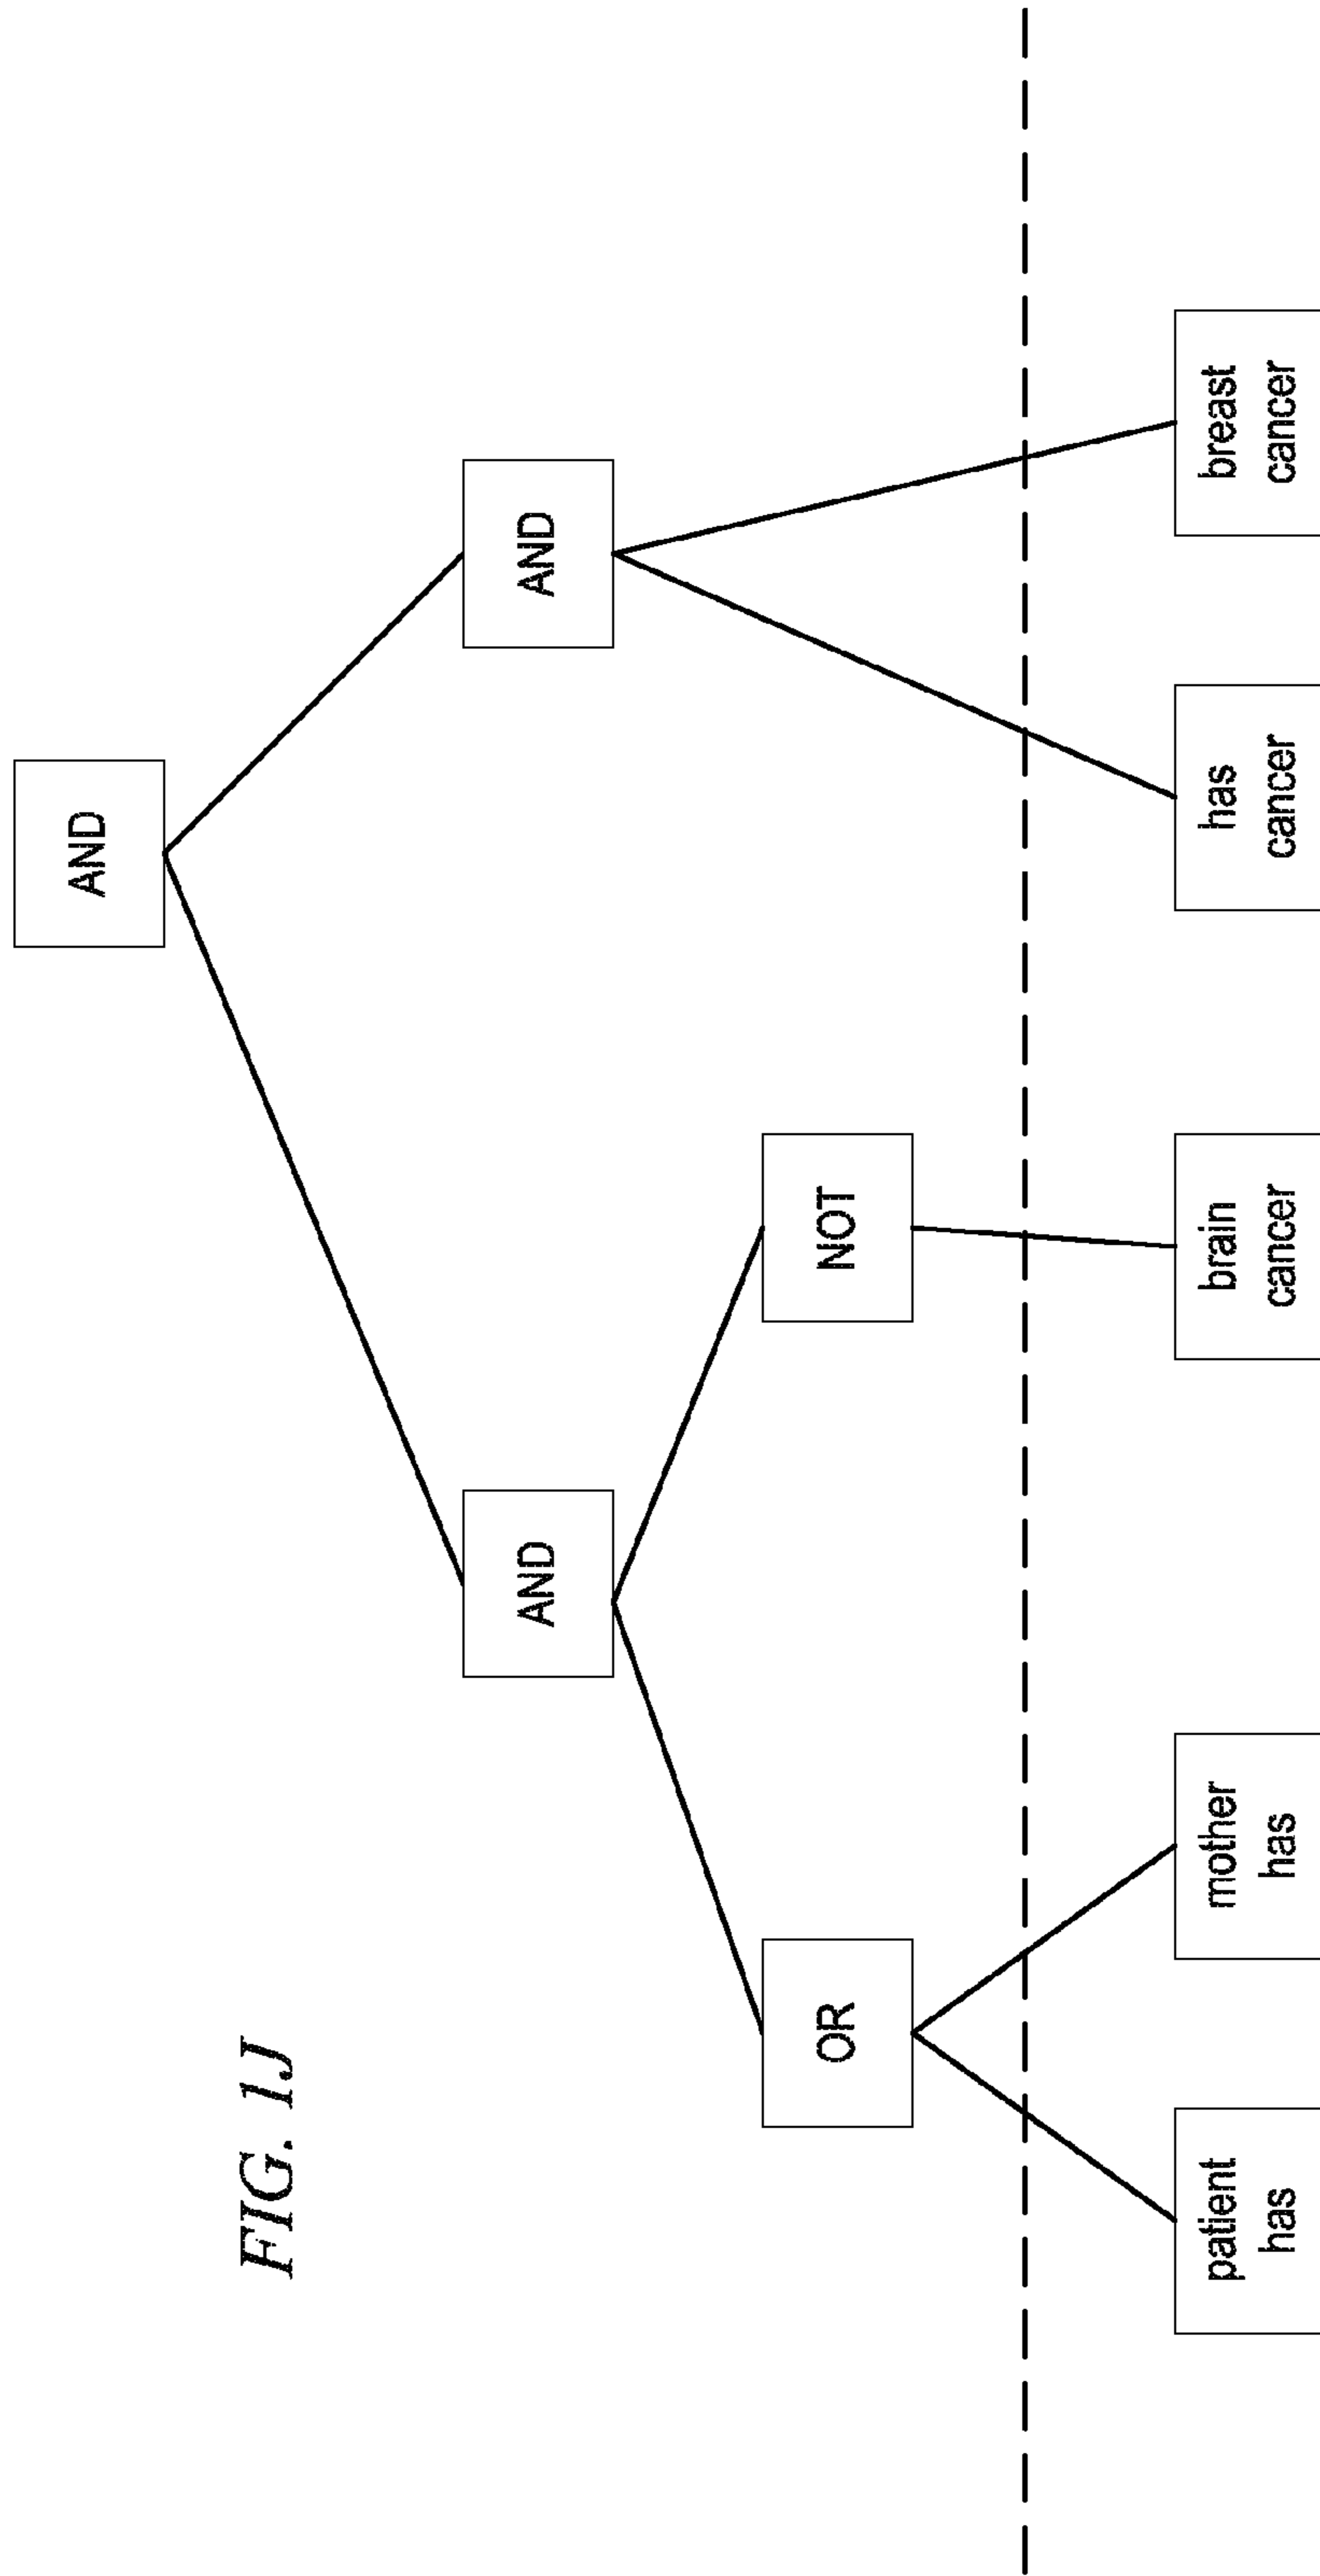 FIG. 1J
AND
AND
AND
OR
NOT
patient
has
mother
has
brain
cancer
has
cancer
breast
cancer